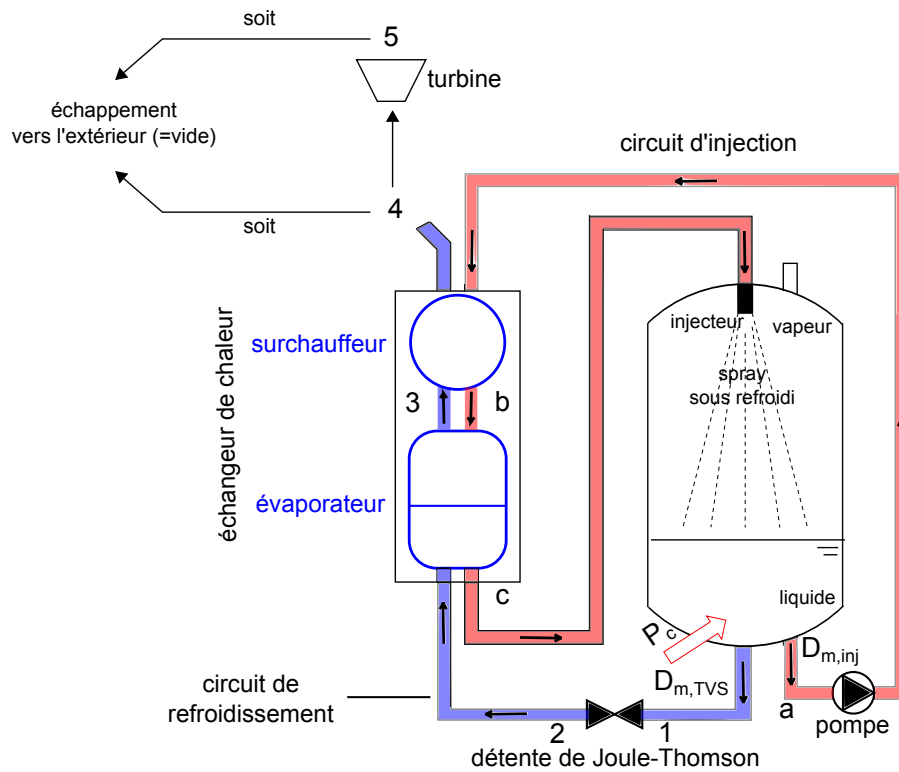 soit
5
turbine
échappement
vers l'extérieur (=vide)
4
soit
circuit d'injection
échangeur de chaleur
surchauffeur
3
b
évaporateur
c
injecteur
vapeur
spray
sous refroidi
liquide
P c
D m,inj
D m,TVS
a
pompe
circuit de
refroidissement
2
1
détente de Joule-Thomson